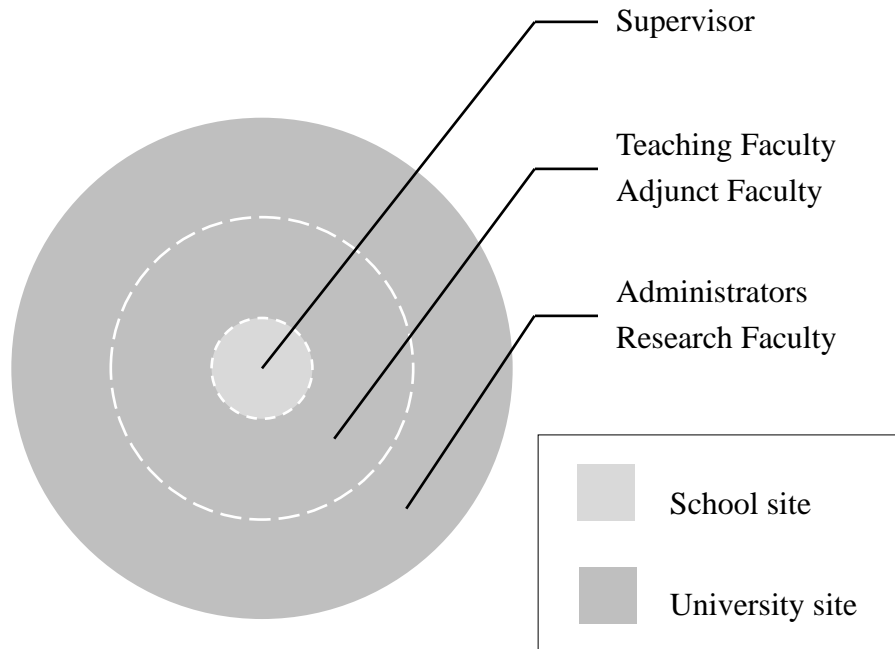 Supervisor
Teaching Faculty
Adjunct Faculty
Administrators
Research Faculty
School site
University site